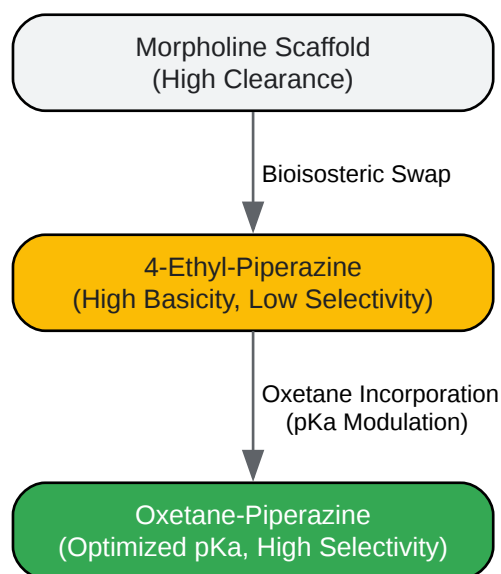 Morpholine Scaffold
(High Clearance)
Bioisosteric Swap
4-Ethyl-Piperazine
(High Basicity, Low Selectivity)
Oxetane Incorporation
(pKa Modulation)
Oxetane-Piperazine
(Optimized pKa, High Selectivity)